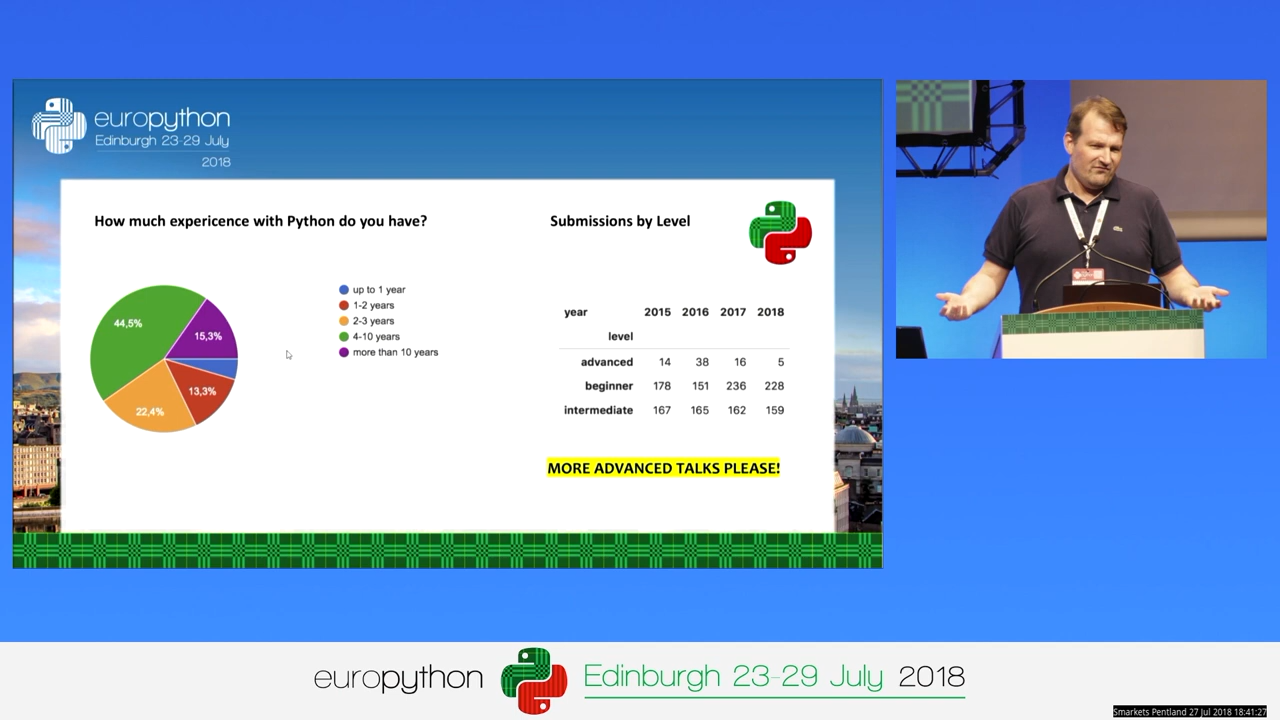 europython
Edinburgh 23-29 July
2018
How much expericence with Python do you have?
44,5%
15,3%
13,3%
22,4%
up to 1 year
1-2 years
2-3 years
4-10 years
more than 10 years
Submissions by Level
year 2015 2016 2017 2018
level
advanced 14 38 16 5
beginner 178 151 236 228
intermediate 167 165 162 159
MORE ADVANCED TALKS PLEASE!
europython Edinburgh 23-29 July 2018
Smarkets Pentland 27 Jul 2018 18:41:27